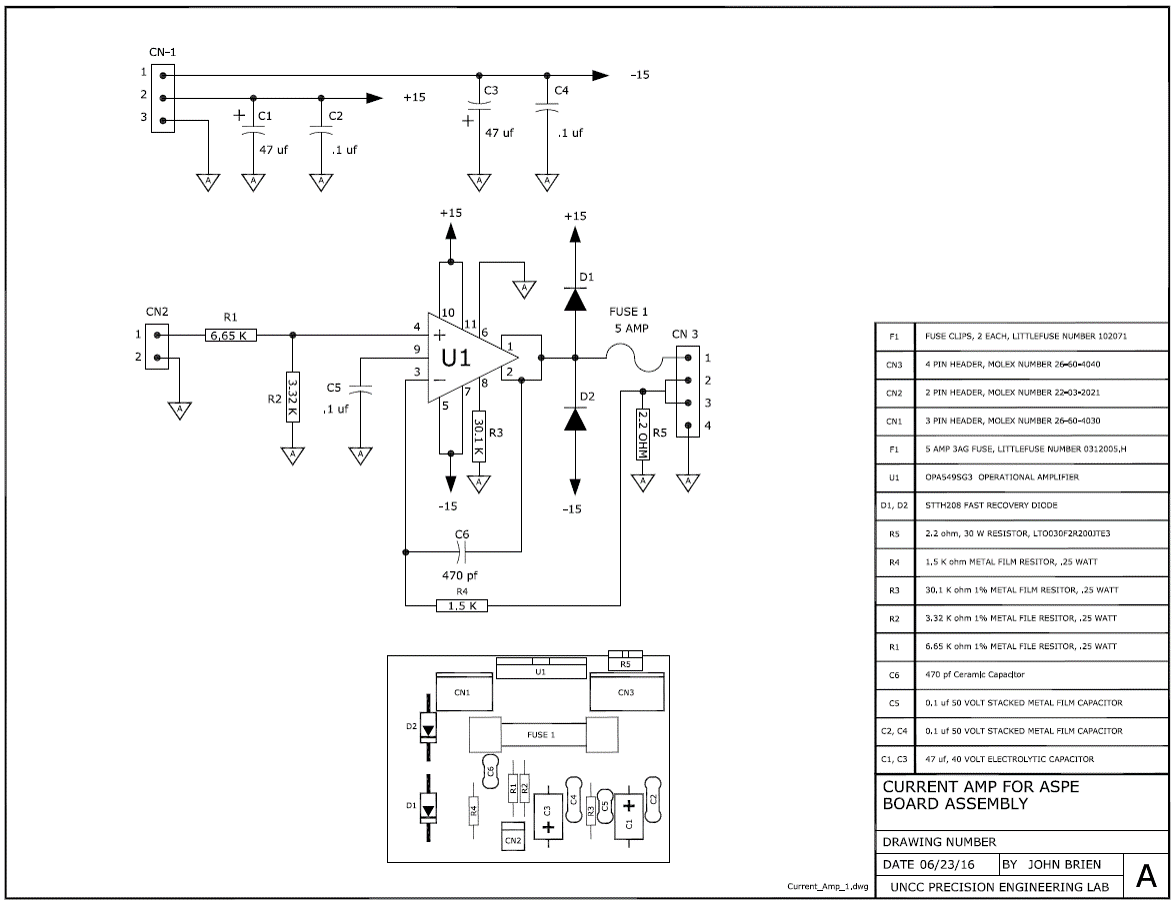 CN-1
1
2
3
-15
+15
+
C1
47 uf
C2
.1 uf
C3
+
47 uf
C4
.1 uf
A
A
A
A
A
+15
+15
D1
A
CN2
1
2
R1
6.65 K
R2
3.32 K
A
A
C5
.1 uf
A
4
9
3
10
11
6
+
U1
−
1
2
8
7
5
30.1 K
R3
A
-15
D2
-15
FUSE 1
5 AMP
CN 3
1
2
3
4
2.2 OHM
R5
A
A
C6
470 pf
R4
1.5 K
R5
U1
CN1
CN3
D2
FUSE 1
C6
R1
R2
C4
C5
C2
D1
R4
C3
+
R3
+
C1
CN2
F1 FUSE CLIPS, 2 EACH, LITTLEFUSE NUMBER 102071
CN3 4 PIN HEADER, MOLEX NUMBER 26-60-4040
CN2 2 PIN HEADER, MOLEX NUMBER 22-03-2021
CN1 3 PIN HEADER, MOLEX NUMBER 26-60-4030
F1 5 AMP 3AG FUSE, LITTLEFUSE NUMBER 0312005.H
U1 OPA549SG3 OPERATIONAL AMPLIFIER
D1, D2 STTH208 FAST RECOVERY DIODE
R5 2.2 ohm, 30 W RESISTOR, LTO030F2R200JTE3
R4 1.5 K ohm METAL FILM RESITOR, .25 WATT
R3 30.1 K ohm 1% METAL FILM RESITOR, .25 WATT
R2 3.32 K ohm 1% METAL FILE RESITOR, .25 WATT
R1 6.65 K ohm 1% METAL FILE RESITOR, .25 WATT
C6 470 pf Ceramic Capacitor
C5 0.1 uf 50 VOLT STACKED METAL FILM CAPACITOR
C2, C4 0.1 uf 50 VOLT STACKED METAL FILM CAPACITOR
C1, C3 47 uf, 40 VOLT ELECTROLYTIC CAPACITOR
CURRENT AMP FOR ASPE
BOARD ASSEMBLY
DRAWING NUMBER
DATE 06/23/16 BY JOHN BRIEN
UNCC PRECISION ENGINEERING LAB
A
Current_Amp_1.dwg